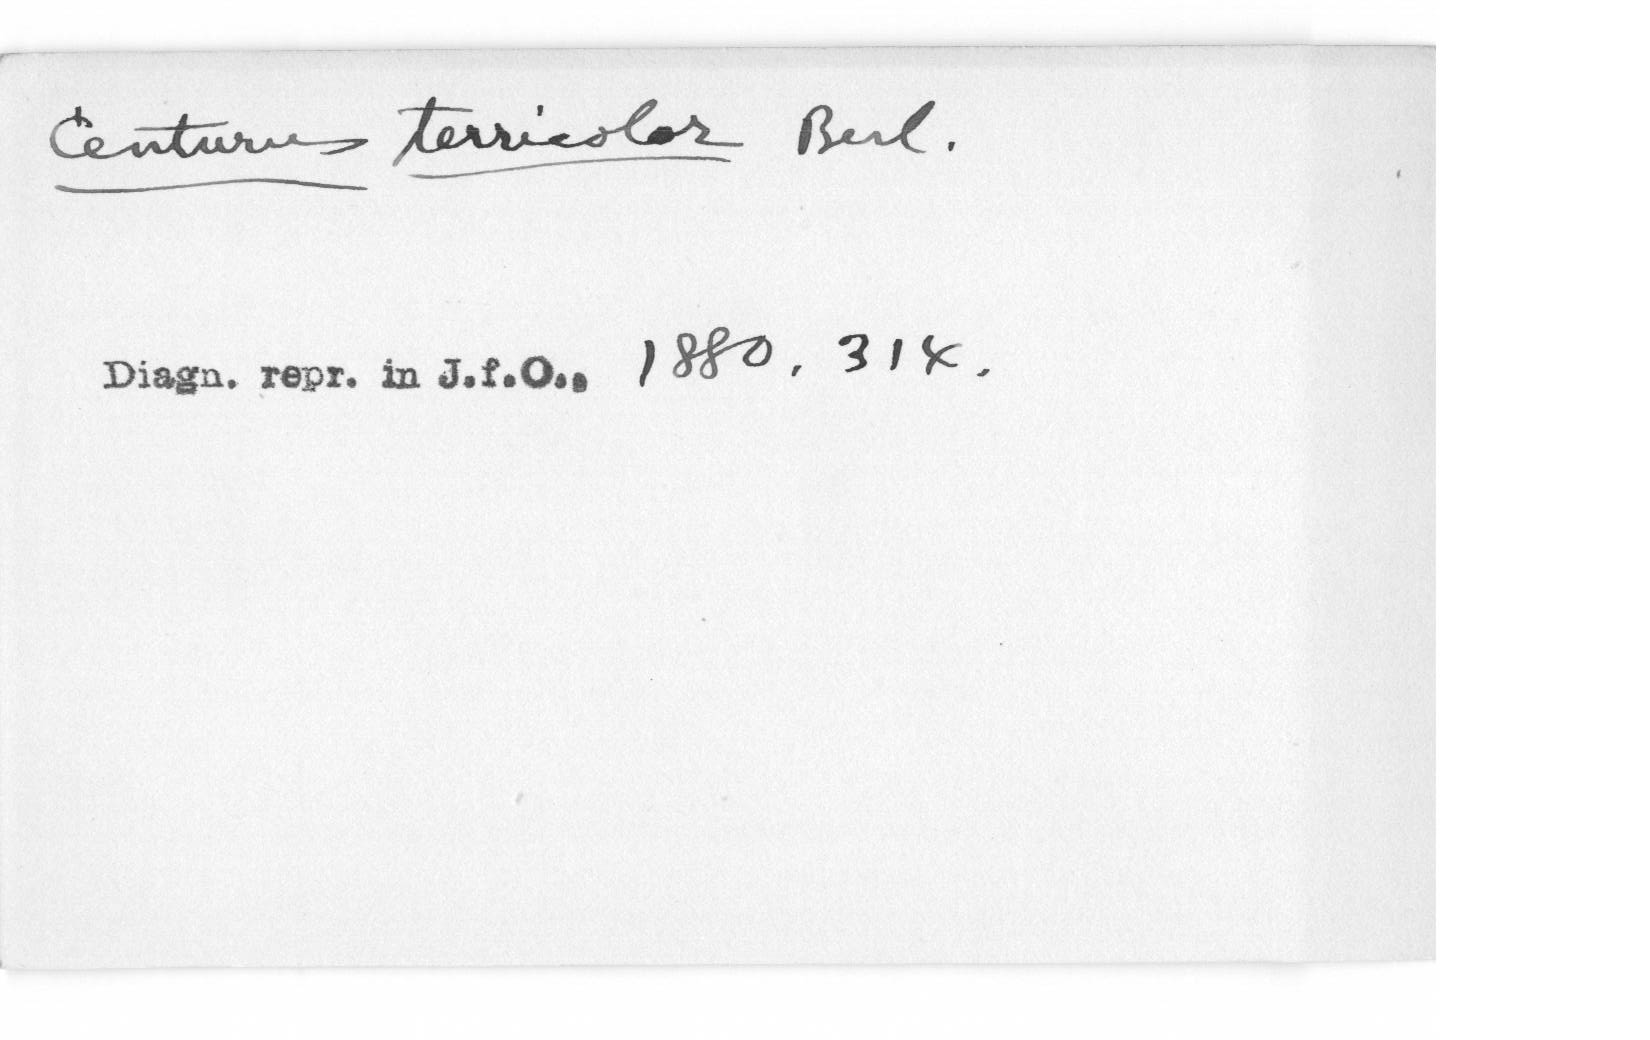 Centurus terricolor Berl.
Diagn. repr. in J.f.O., 1880, 314.